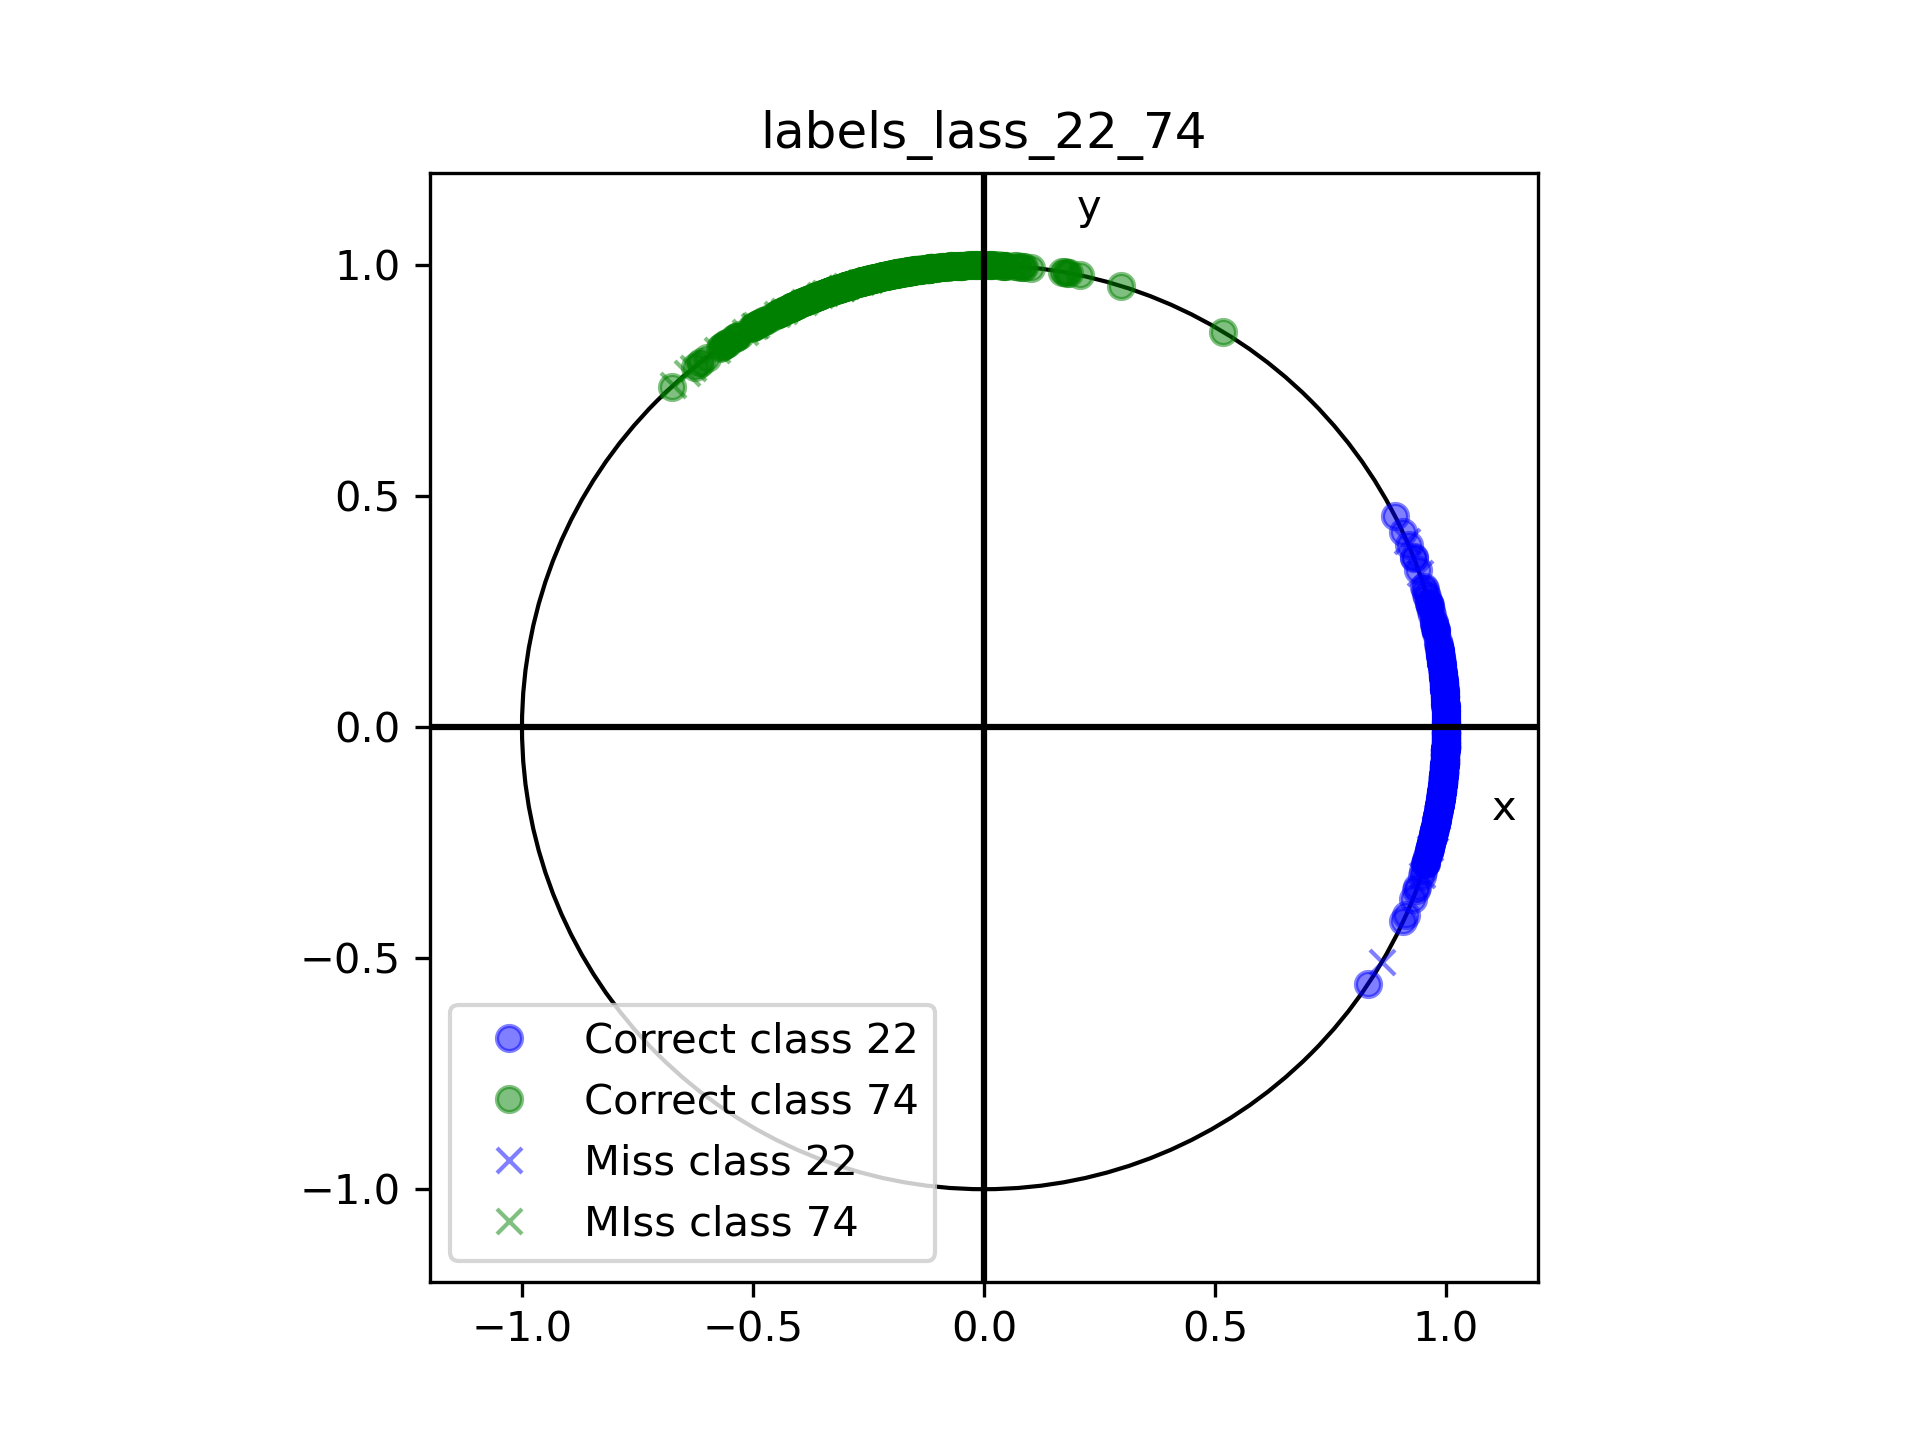 labels_lass_22_74
y
1.0
0.5
0.0
−0.5
−1.0
x
Correct class 22
Correct class 74
Miss class 22
MIss class 74
−1.0 −0.5 0.0 0.5 1.0